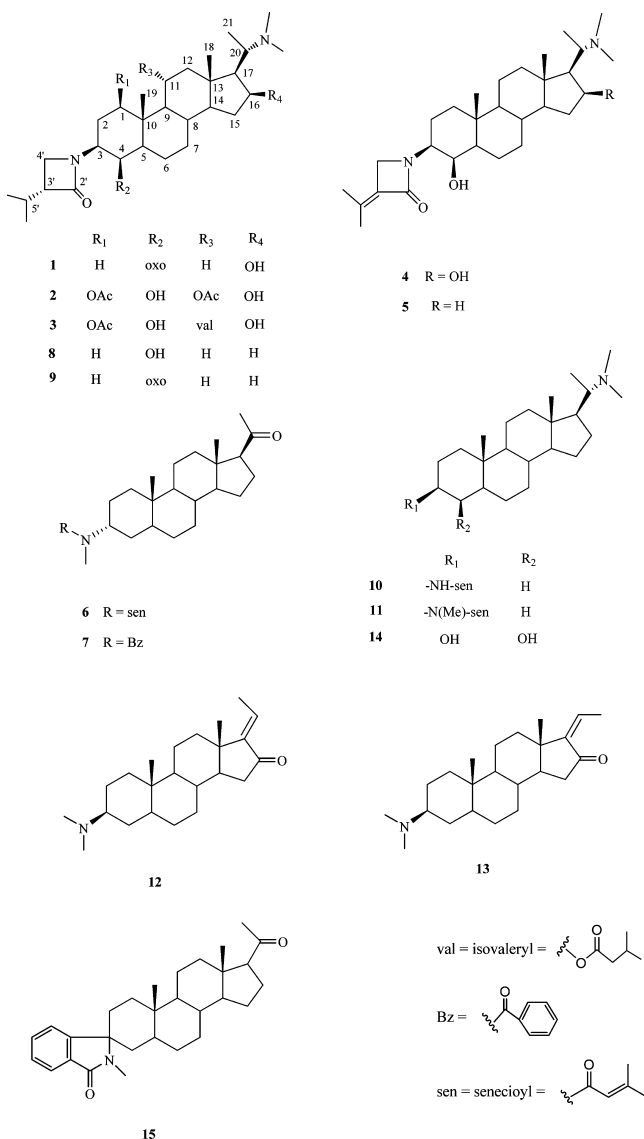 21
N
18
20
12
R3
11
17
R1
19
13
R4
16
1
14
2
9
15
10
8
4'
N
3
5
7
4
6
3'
2'
R2
5'
O
R1 R2 R3 R4
1 H oxo H OH
2 OAc OH OAc OH
3 OAc OH val OH
8 H OH H H
9 H oxo H H
N
R
N
OH
O
4 R = OH
5 R = H
O
R
N
6 R = sen
7 R = Bz
N
R1
R2
R1 R2
10 -NH-sen H
11 -N(Me)-sen H
14 OH OH
O
N
12
O
N
13
O
N
O
15
val = isovaleryl = O O
Bz = O
sen = senecioyl = O